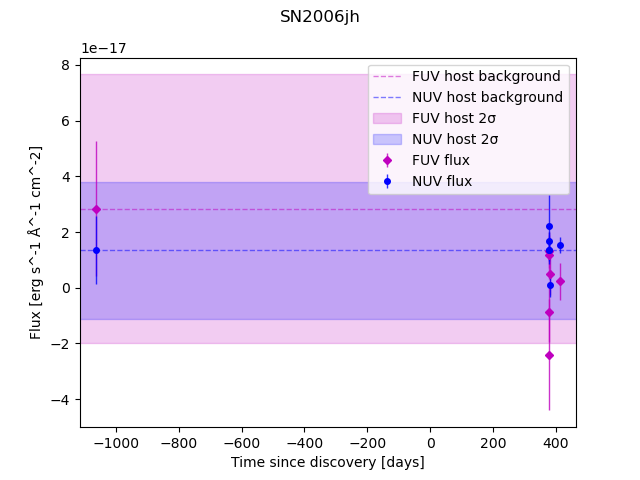 SN2006jh
1e−17
FUV host background
NUV host background
FUV host 2σ
NUV host 2σ
FUV flux
NUV flux
8
6
4
2
0
−2
−4
Flux [erg s^-1 Å^-1 cm^-2]
−1000 −800 −600 −400 −200 0 200 400
Time since discovery [days]